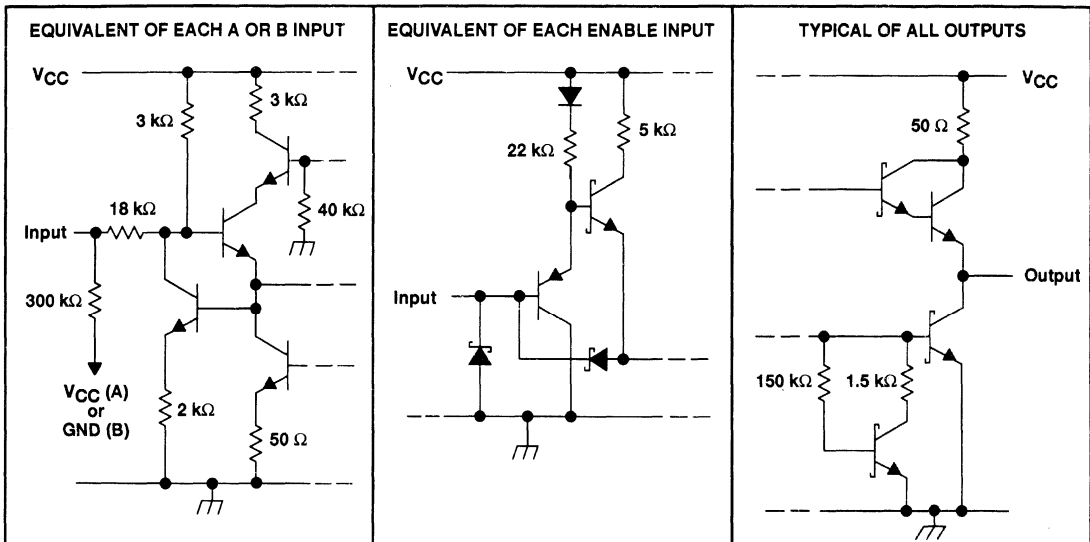 EQUIVALENT OF EACH A OR B INPUT
VCC
3 kΩ
3 kΩ
18 kΩ
40 kΩ
Input
300 kΩ
VCC (A)
or
GND (B)
2 kΩ
50 Ω
EQUIVALENT OF EACH ENABLE INPUT
VCC
22 kΩ
5 kΩ
Input
TYPICAL OF ALL OUTPUTS
VCC
50 Ω
Output
150 kΩ
1.5 kΩ